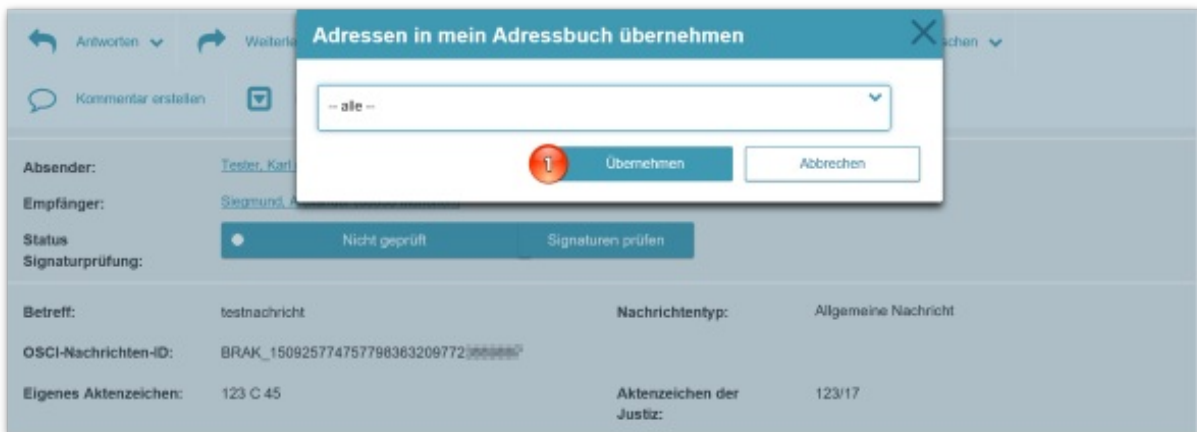 Antworten
Adressen in mein Adressbuch übernehmen
Kommentar erstellen
-- alle --
1 Übernehmen Abbrechen
Absender: Tester, Karl
Empfänger: Siegmund,
Status Signaturprüfung: Nicht geprüft Signaturen prüfen
Betreff: testnachricht Nachrichtentyp: Allgemeine Nachricht
OSCI-Nachrichten-ID: BRAK_150925774757798363209772
Eigenes Aktenzeichen: 123 C 45 Aktenzeichen der Justiz: 123/17